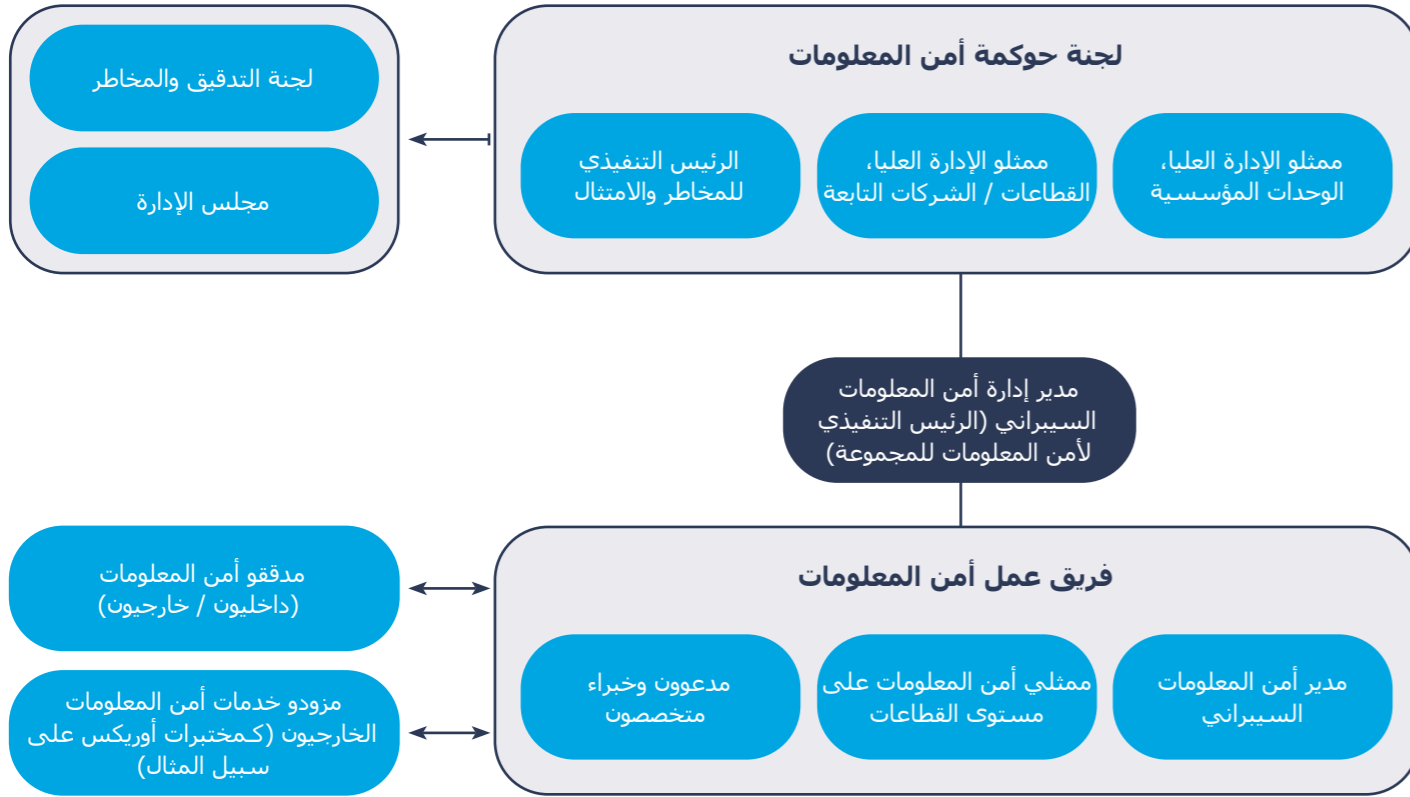 لجنة حوكمة أمن المعلومات
ممثلو الإدارة العليا،
الوحدات المؤسسية
ممثلو الإدارة العليا،
القطاعات / الشركات التابعة
الرئيس التنفيذي
للمخاطر والامتثال
لجنة التدقيق والمخاطر
مجلس الإدارة
مدير إدارة أمن المعلومات
السيبراني (الرئيس التنفيذي
لأمن المعلومات للمجموعة)
فريق عمل أمن المعلومات
مدير أمن المعلومات
السيبراني
ممثلي أمن المعلومات على
مستوى القطاعات
مدعوون وخبراء
متخصصون
مدققو أمن المعلومات
(داخليون / خارجيون)
مزودو خدمات أمن المعلومات
الخارجيون (كـمختبرات أوريكس على
سبيل المثال)